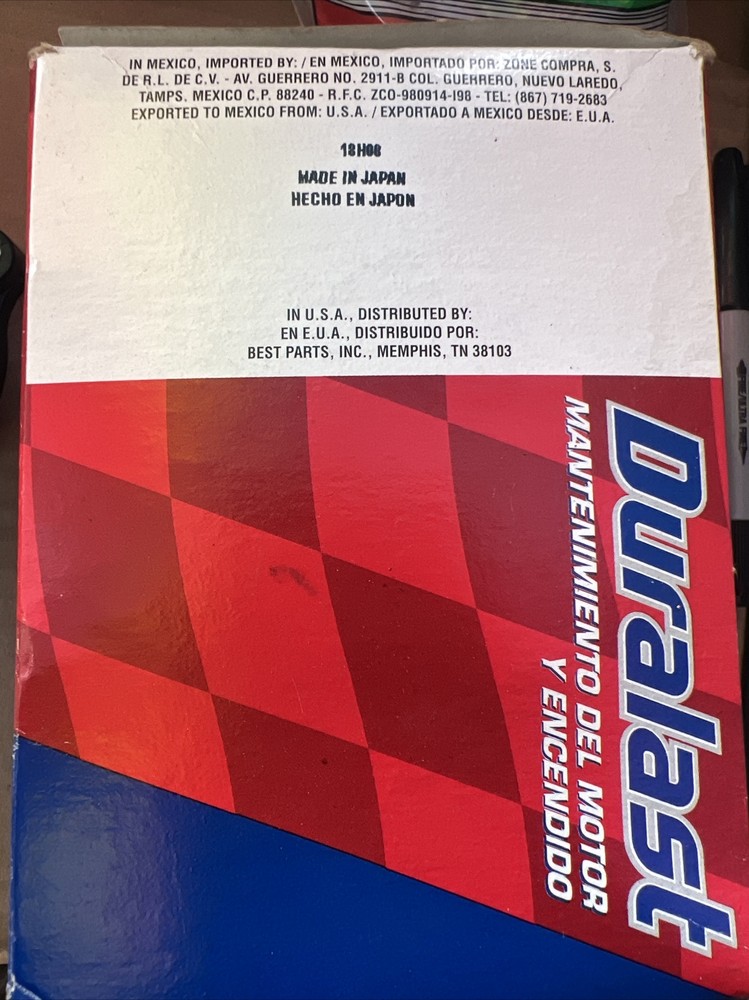 IN MEXICO, IMPORTED BY: / EN MEXICO, IMPORTADO POR: ZONE COMPRA, S.
DE R.L. DE C.V. - AV. GUERRERO NO. 2911-B COL. GUERRERO, NUEVO LAREDO,
TAMPS. MEXICO C.P. 88240 - R.F.C. ZCO-980914-I98 - TEL: (867) 719-2683
EXPORTED TO MEXICO FROM: U.S.A. / EXPORTADO A MEXICO DESDE: E.U.A.
18H08
MADE IN JAPAN
HECHO EN JAPON
IN U.S.A., DISTRIBUTED BY:
EN E.U.A., DISTRIBUIDO POR:
BEST PARTS, INC., MEMPHIS, TN 38103
Duralast
MANTENIMIENTO DEL MOTOR
Y ENCENDIDO